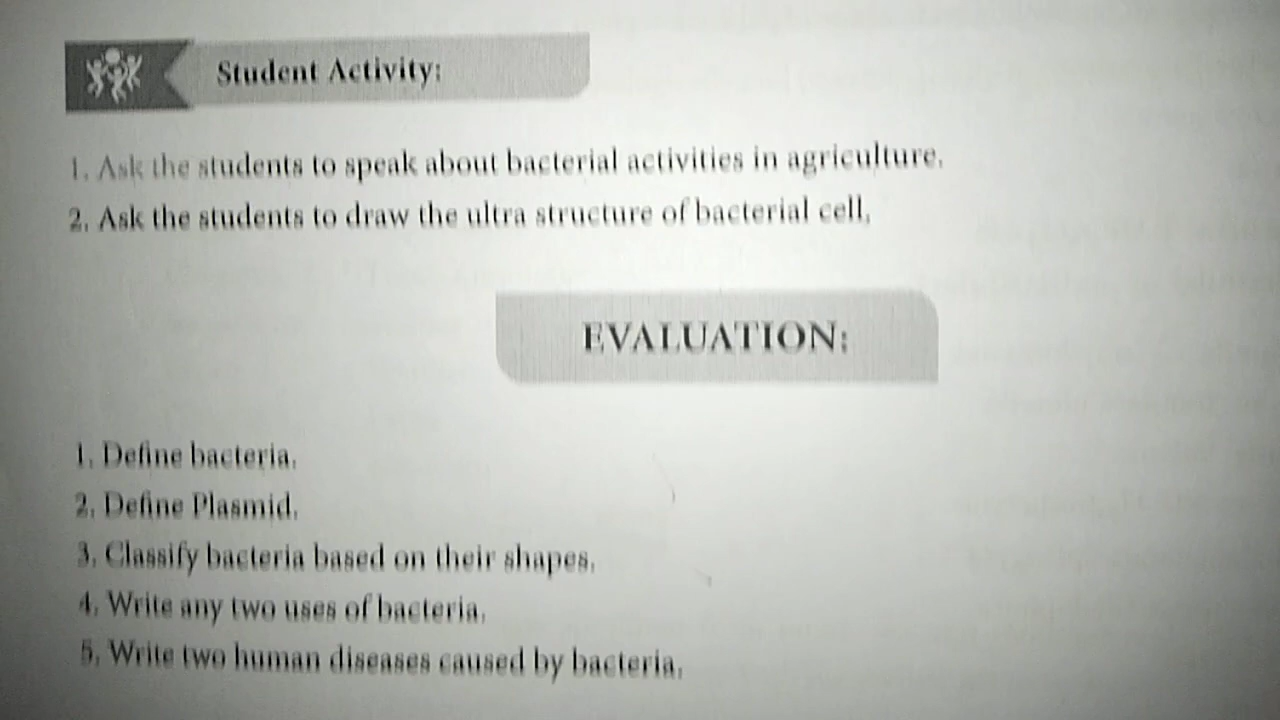 Student Activity:
1. Ask the students to speak about bacterial activities in agriculture.
2. Ask the students to draw the ultra structure of bacterial cell.
EVALUATION:
1. Define bacteria.
2. Define Plasmid.
3. Classify bacteria based on their shapes.
4. Write any two uses of bacteria.
5. Write two human diseases caused by bacteria.